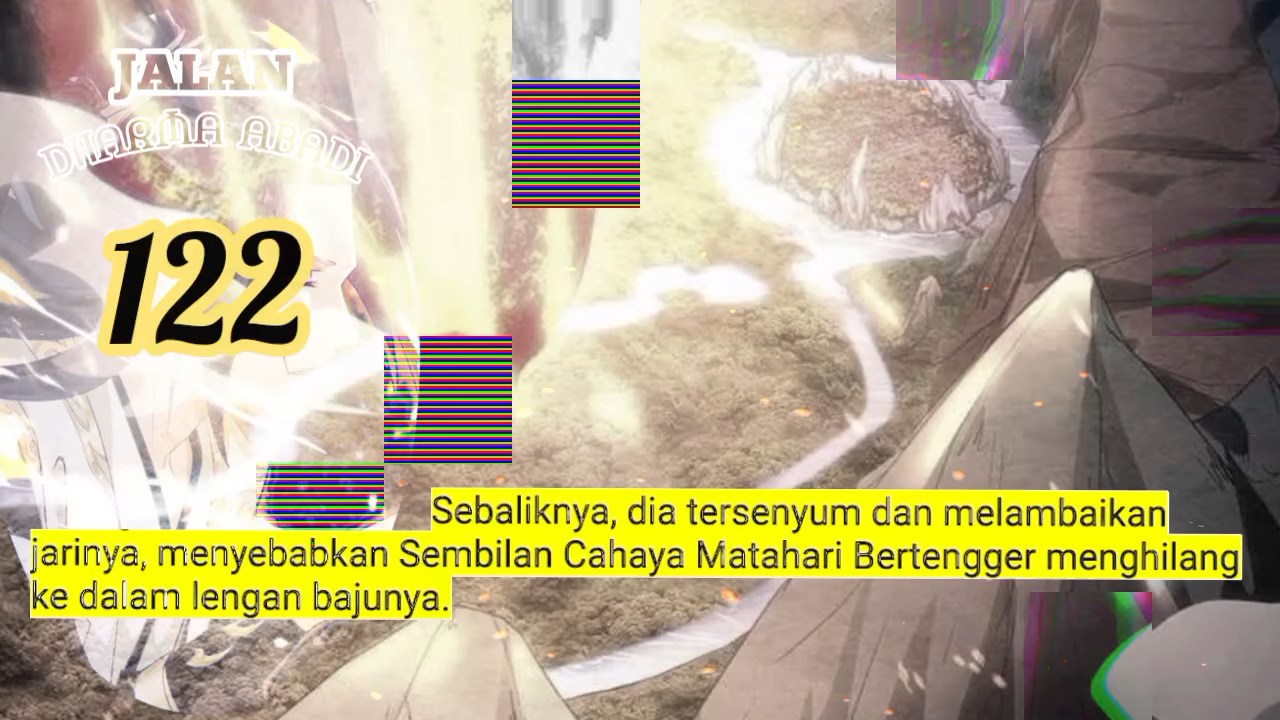 JALAN
DHARMA ABADI
122
Sebaliknya, dia tersenyum dan melambaikan
jarinya, menyebabkan Sembilan Cahaya Matahari Bertengger menghilang
ke dalam lengan bajunya.